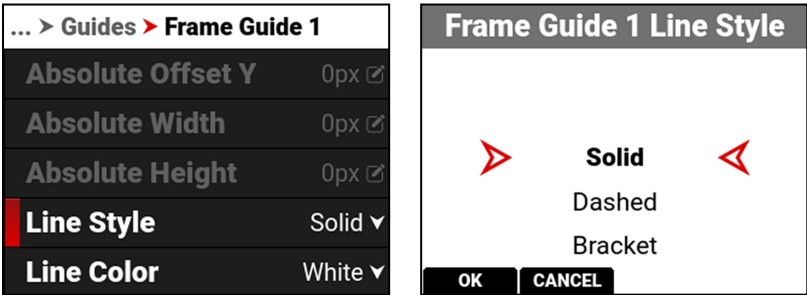 ... > Guides > Frame Guide 1
Absolute Offset Y 0px
Absolute Width 0px
Absolute Height 0px
Line Style Solid
Line Color White
Frame Guide 1 Line Style
Solid
Dashed
Bracket
OK CANCEL